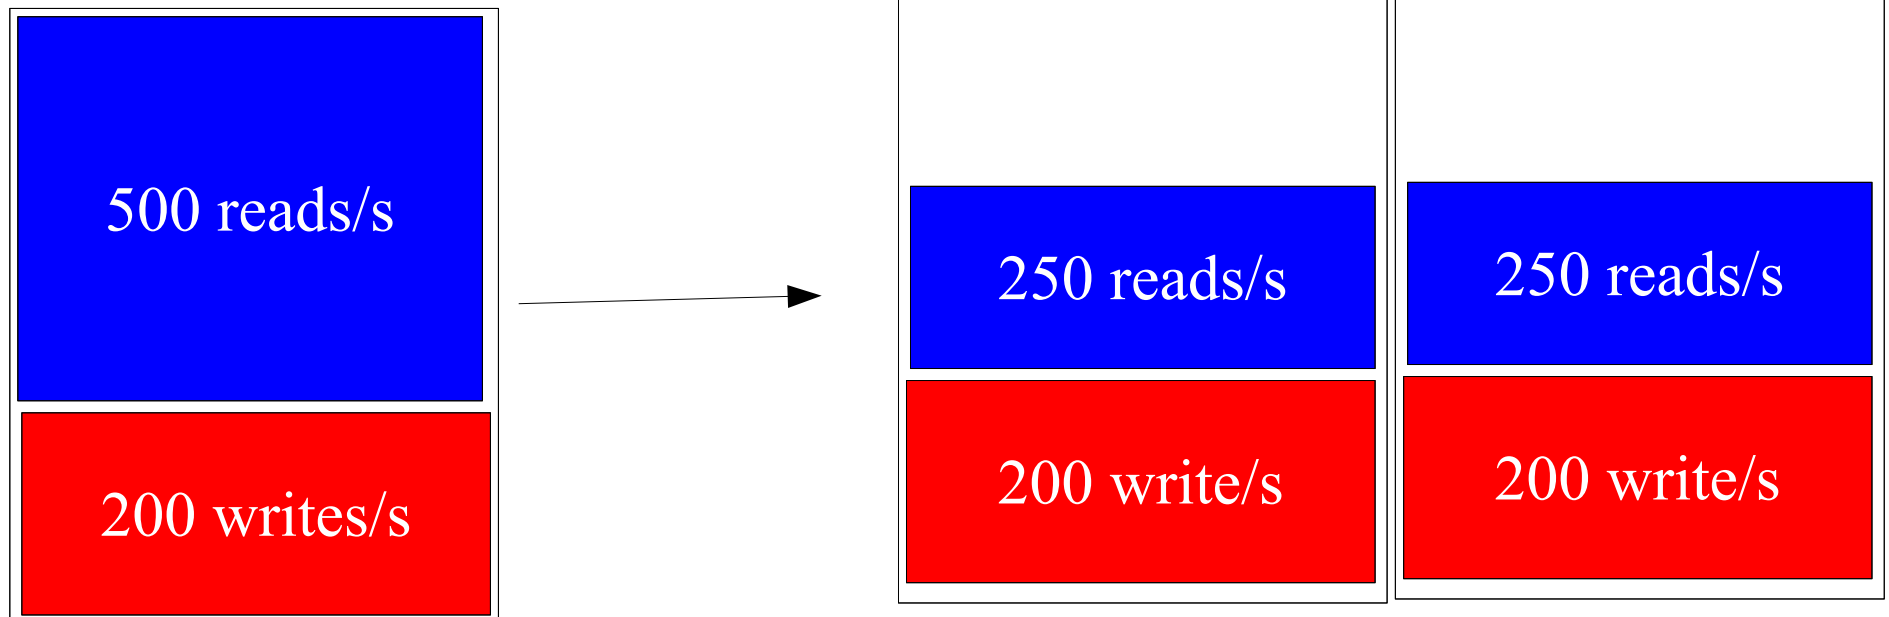 500 reads/s
200 writes/s
250 reads/s
200 write/s
250 reads/s
200 write/s